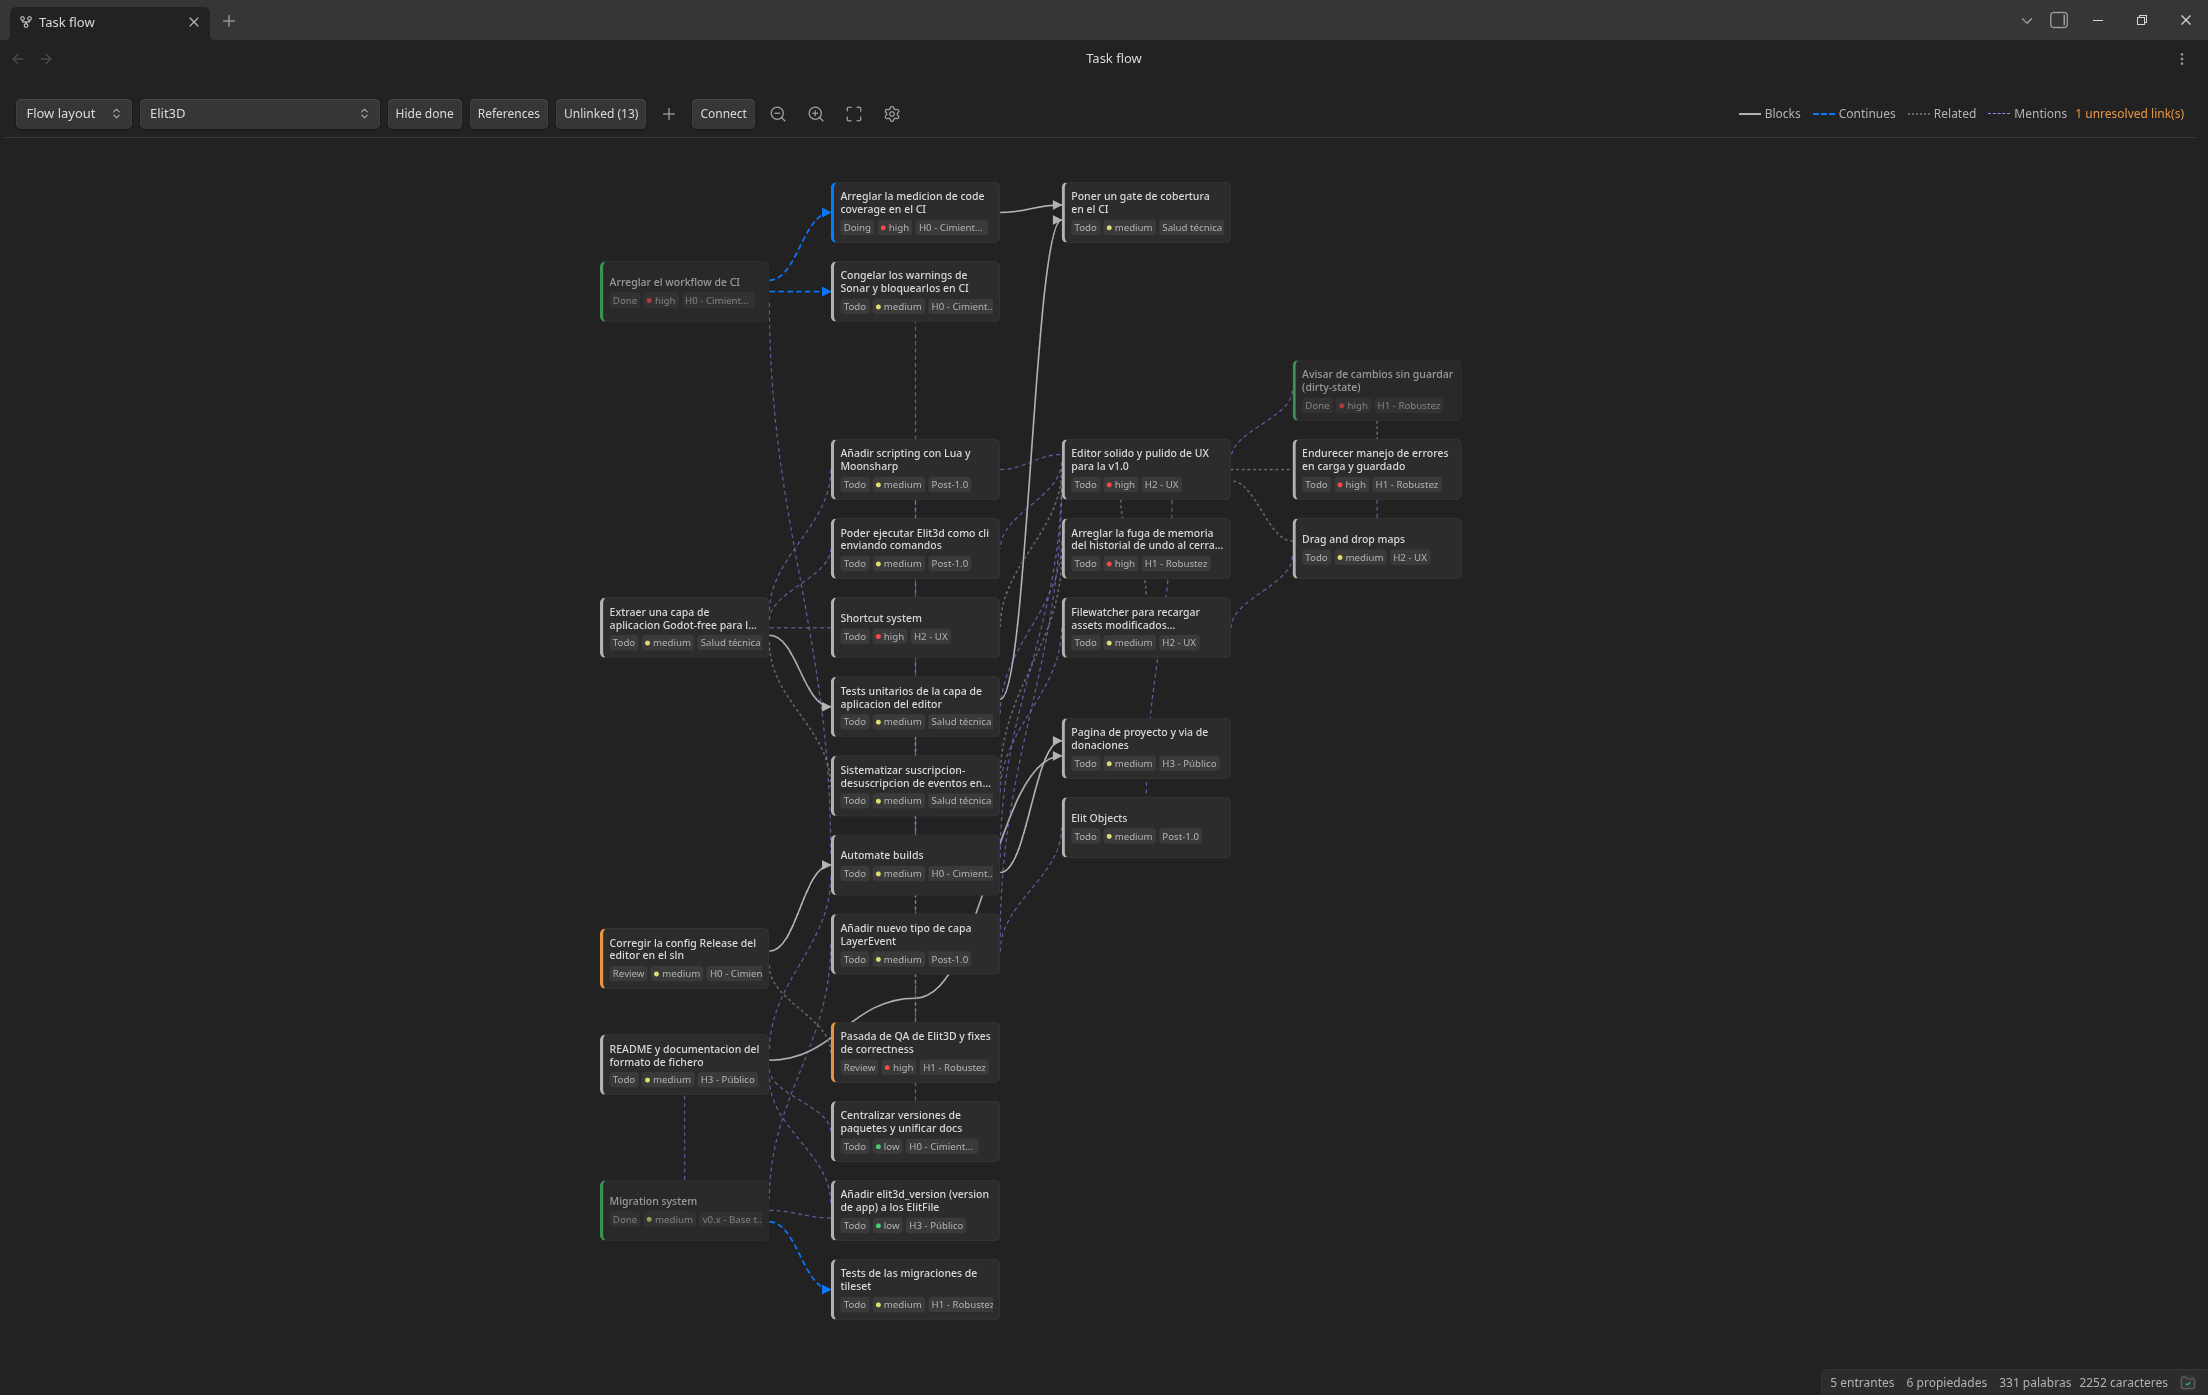 Task flow
Task flow
Flow layout
Elit3D
Hide done
References
Unlinked (13)
Connect
Blocks
Continues
Related
Mentions
1 unresolved link(s)
Arreglar la medicion de code
coverage en el CI
Doing high H0 - Cimient...
Poner un gate de cobertura
en el CI
Todo medium Salud técnica
Arreglar el workflow de CI
Done high H0 - Cimient...
Congelar los warnings de
Sonar y bloquearlos en CI
Todo medium H0 - Cimient..
Avisar de cambios sin guardar
(dirty-state)
Done high H1 - Robustez
Añadir scripting con Lua y
Moonsharp
Todo medium Post-1.0
Editor solido y pulido de UX
para la v1.0
Todo high H2 - UX
Endurecer manejo de errores
en carga y guardado
Todo high H1 - Robustez
Poder ejecutar Elit3d como cli
enviando comandos
Todo medium Post-1.0
Arreglar la fuga de memoria
del historial de undo al cerra...
Todo high H1 - Robustez
Drag and drop maps
Todo medium H2 - UX
Extraer una capa de
aplicacion Godot-free para l...
Todo medium Salud técnica
Shortcut system
Todo high H2 - UX
Filewatcher para recargar
assets modificados...
Todo medium H2 - UX
Tests unitarios de la capa de
aplicacion del editor
Todo medium Salud técnica
Pagina de proyecto y via de
donaciones
Todo medium H3 - Público
Sistematizar suscripcion-
desuscripcion de eventos en...
Todo medium Salud técnica
Elit Objects
Todo medium Post-1.0
Automate builds
Todo medium H0 - Cimient..
Corregir la config Release del
editor en el sln
Review medium H0 - Cimien
Añadir nuevo tipo de capa
LayerEvent
Todo medium Post-1.0
README y documentacion del
formato de fichero
Todo medium H3 - Público
Pasada de QA de Elit3D y fixes
de correctness
Review high H1 - Robustez
Centralizar versiones de
paquetes y unificar docs
Todo low H0 - Cimient...
Migration system
Done medium v0.x - Base t..
Añadir elit3d_version (version
de app) a los ElitFile
Todo low H3 - Público
Tests de las migraciones de
tileset
Todo medium H1 - Robustez
5 entrantes 6 propiedades 331 palabras 2252 caracteres